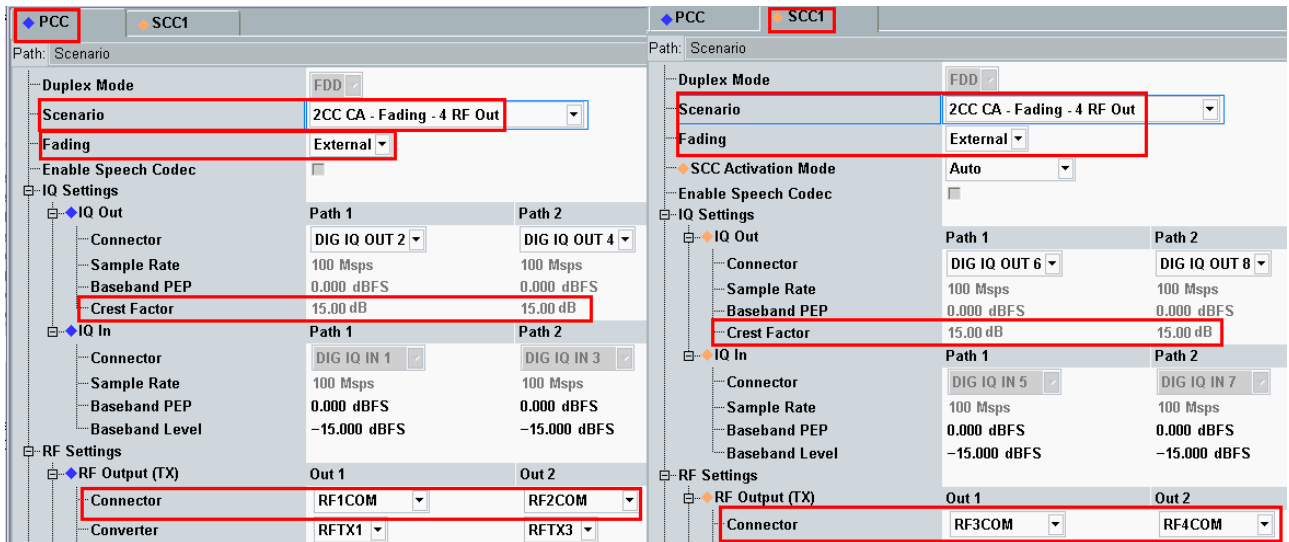 PCC SCC1
Path: Scenario
Duplex Mode FDD
Scenario 2CC CA - Fading - 4 RF Out
Fading External
Enable Speech Codec
IQ Settings
IQ Out Path 1 Path 2
Connector DIG IQ OUT 2 DIG IQ OUT 4
Sample Rate 100 Msps 100 Msps
Baseband PEP 0.000 dBFS 0.000 dBFS
Crest Factor 15.00 dB 15.00 dB
IQ In Path 1 Path 2
Connector DIG IQ IN 1 DIG IQ IN 3
Sample Rate 100 Msps 100 Msps
Baseband PEP 0.000 dBFS 0.000 dBFS
Baseband Level −15.000 dBFS −15.000 dBFS
RF Settings
RF Output (TX) Out 1 Out 2
Connector RF1COM RF2COM
Converter RFTX1 RFTX3
PCC SCC1
Path: Scenario
Duplex Mode FDD
Scenario 2CC CA - Fading - 4 RF Out
Fading External
SCC Activation Mode Auto
Enable Speech Codec
IQ Settings
IQ Out Path 1 Path 2
Connector DIG IQ OUT 6 DIG IQ OUT 8
Sample Rate 100 Msps 100 Msps
Baseband PEP 0.000 dBFS 0.000 dBFS
Crest Factor 15.00 dB 15.00 dB
IQ In Path 1 Path 2
Connector DIG IQ IN 5 DIG IQ IN 7
Sample Rate 100 Msps 100 Msps
Baseband PEP 0.000 dBFS 0.000 dBFS
Baseband Level −15.000 dBFS −15.000 dBFS
RF Settings
RF Output (TX) Out 1 Out 2
Connector RF3COM RF4COM